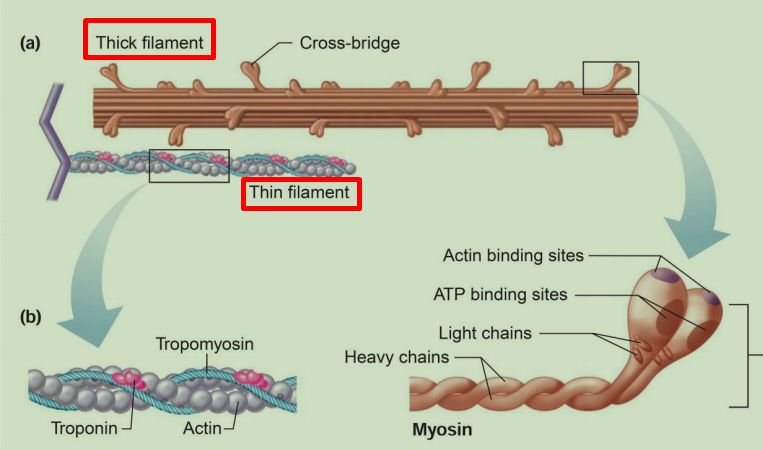 (a)
Thick filament
Cross-bridge
Thin filament
Actin binding sites
ATP binding sites
(b)
Light chains
Tropomyosin
Heavy chains
Troponin
Actin
Myosin